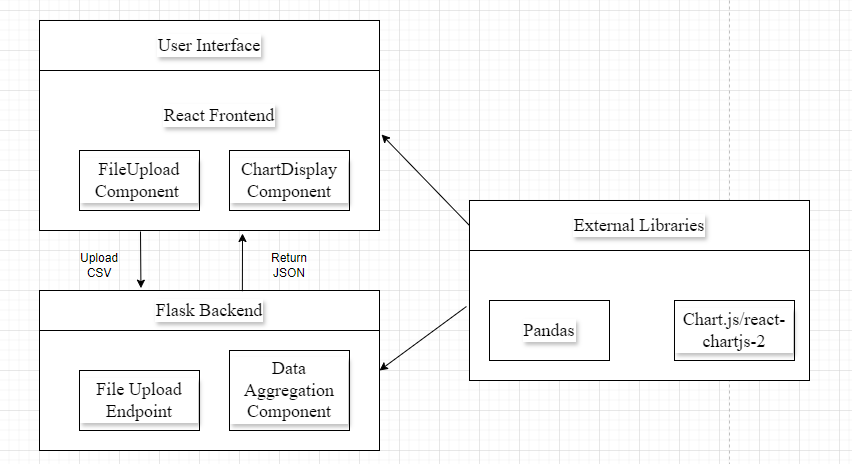 User Interface
React Frontend
FileUpload
Component
ChartDisplay
Component
Upload
CSV
Return
JSON
Flask Backend
File Upload
Endpoint
Data
Aggregation
Component
External Libraries
Pandas
Chart.js/react-
chartjs-2